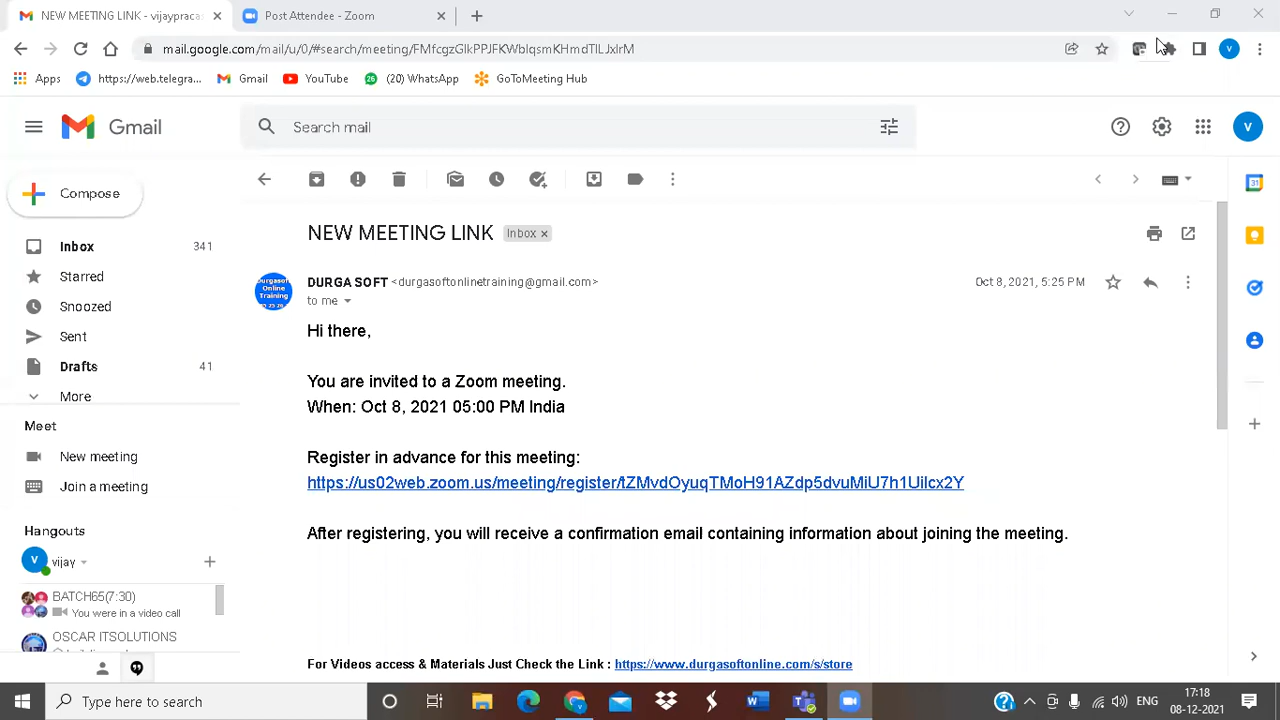 NEW MEETING LINK - vijaypraca
Post Attendee - Zoom
mail.google.com/mail/u/0/#search/meeting/FMfcgzGlkPPJFKWblqsmKHmdTlLJxlrM
V
Apps
https://web.telegra...
Gmail
YouTube
26
(20) WhatsApp
GoToMeeting Hub
Gmail
Search mail
V
Compose
31
Inbox 341
Starred
Snoozed
Sent
Drafts 41
More
NEW MEETING LINK
Inbox x
DURGA SOFT <durgasoftonlinetraining@gmail.com>
Oct 8, 2021, 5:25 PM
Durgasoft
Online
Training
to me
Hi there,
You are invited to a Zoom meeting.
When: Oct 8, 2021 05:00 PM India
Register in advance for this meeting:
https://us02web.zoom.us/meeting/register/tZMvdOyuqTMoH91AZdp5dvuMiU7h1Uilcx2Y
After registering, you will receive a confirmation email containing information about joining the meeting.
Meet
New meeting
Join a meeting
Hangouts
V
vijay
BATCH65(7:30)
You were in a video call
OSCAR ITSOLUTIONS
For Videos access & Materials Just Check the Link : https://www.durgasoftonline.com/s/store
Type here to search
ENG
17:18
08-12-2021